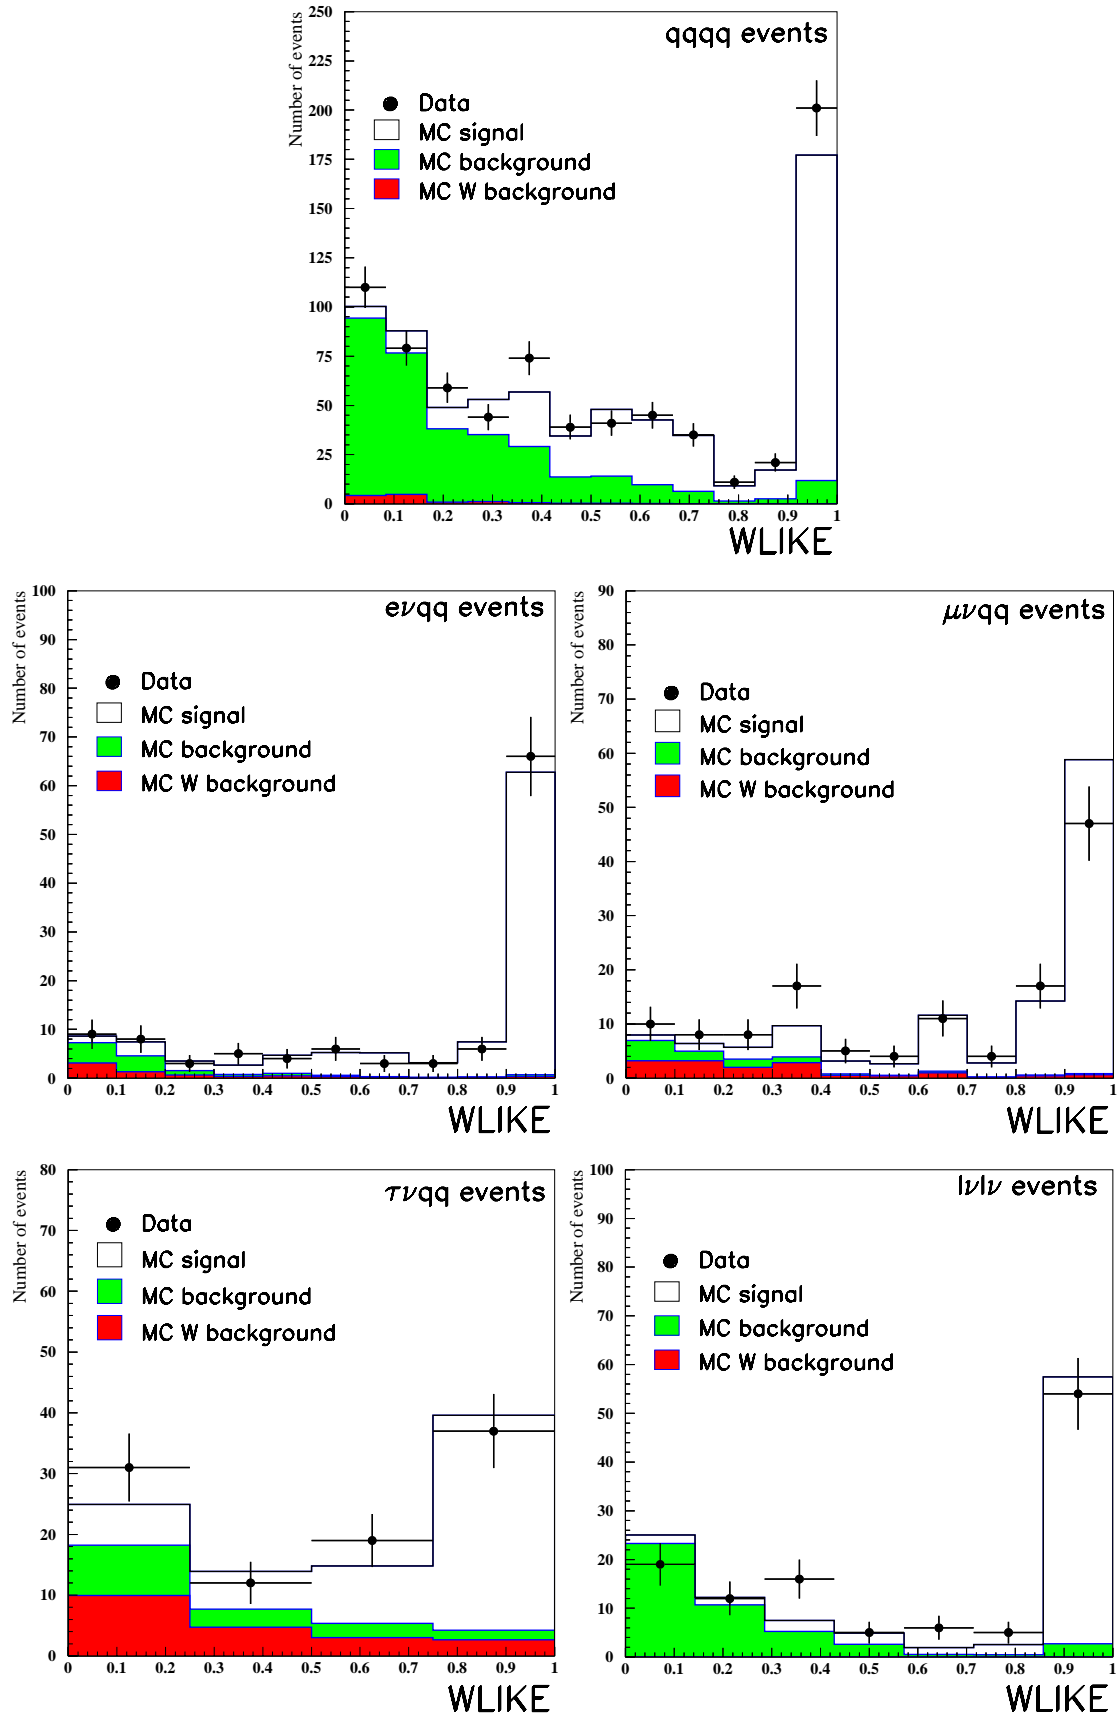 Number of events
qqqq events
250
225
200
175
150
125
100
75
50
25
0
Data
MC signal
MC background
MC W background
0 0.1 0.2 0.3 0.4 0.5 0.6 0.7 0.8 0.9 1
WLIKE
Number of events
eνqq events
100
90
80
70
60
50
40
30
20
10
0
Data
MC signal
MC background
MC W background
0 0.1 0.2 0.3 0.4 0.5 0.6 0.7 0.8 0.9 1
WLIKE
Number of events
μνqq events
90
80
70
60
50
40
30
20
10
0
Data
MC signal
MC background
MC W background
0 0.1 0.2 0.3 0.4 0.5 0.6 0.7 0.8 0.9 1
WLIKE
Number of events
τνqq events
80
70
60
50
40
30
20
10
0
Data
MC signal
MC background
MC W background
0 0.1 0.2 0.3 0.4 0.5 0.6 0.7 0.8 0.9 1
WLIKE
Number of events
lνlν events
100
90
80
70
60
50
40
30
20
10
0
Data
MC signal
MC background
MC W background
0 0.1 0.2 0.3 0.4 0.5 0.6 0.7 0.8 0.9 1
WLIKE